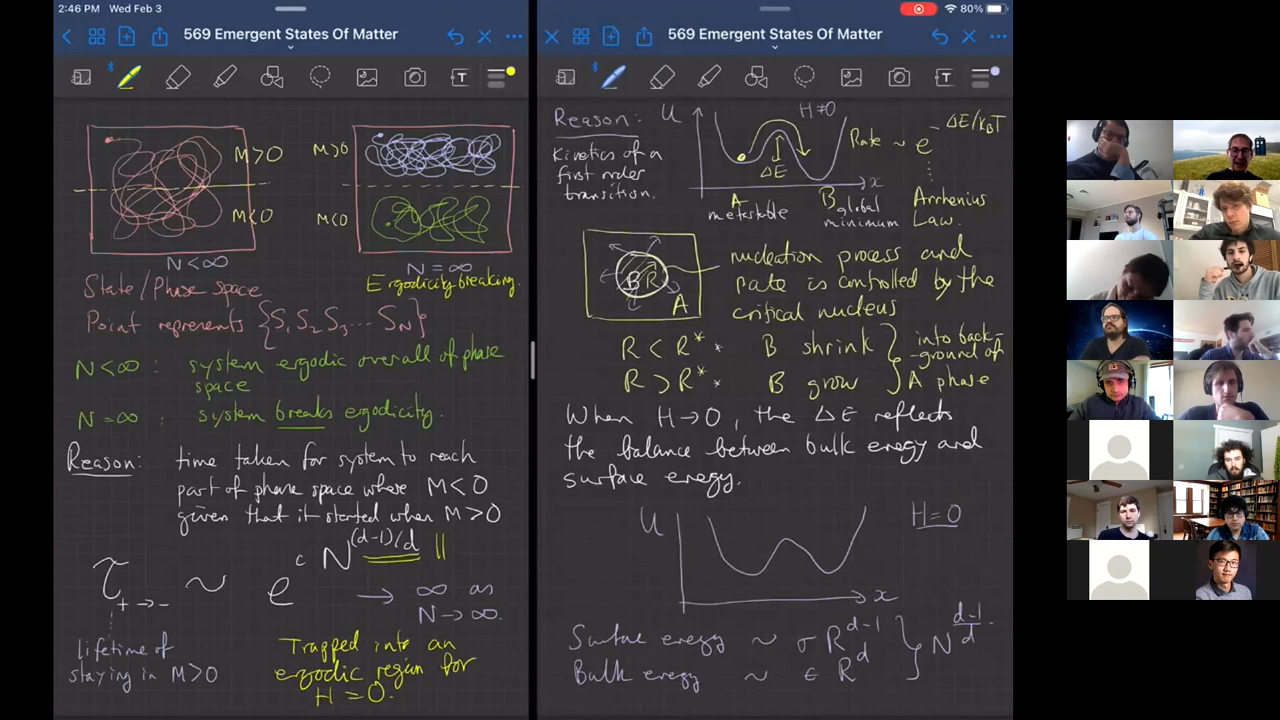 2:46 PM Wed Feb 3
80%
569 Emergent States Of Matter
569 Emergent States Of Matter
M>0
M<0
N<∞
M>0
M<0
N=∞
Ergodicity breaking.
State/Phase space
Point represents {S₁ S₂ S₃ ... S_N}
N<∞ : system ergodic overall of phase
space
N=∞ : system breaks ergodicity.
Reason: time taken for system to reach
part of phase space where M<0
given that it started when M>0
τ₊→₋ ~ e^{c N^{(d-1)/d}} → ∞ as
N→∞.
lifetime of
staying in M>0
Trapped into an
ergodic region for
H=0.
Reason:
kinetics of a
first order
transition.
U
H≠0
ΔE
x
A
metastable
B global
minimum
Rate ~ e^{-ΔE/k_BT}
Arrhenius
Law.
B R
A
nucleation process and
rate is controlled by the
critical nucleus
R < R* : B shrink } into back-
-ground of
R > R* : B grow } A phase
When H→0, the ΔE reflects
the balance between bulk energy and
surface energy.
U
H=0
x
Surface energy ~ σ R^{d-1}
Bulk energy ~ ε R^d
} N^{\frac{d-1}{d}}